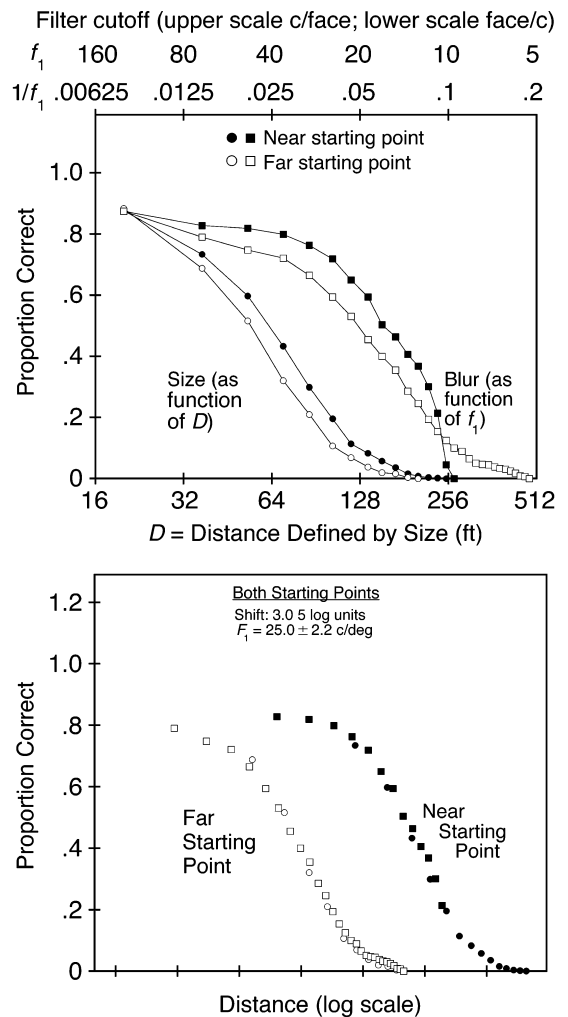 Filter cutoff (upper scale c/face; lower scale face/c)
f1 160 80 40 20 10 5
1/f1 .00625 .0125 .025 .05 .1 .2
Near starting point
Far starting point
1.0
.8
.6
.4
.2
0
Proportion Correct
Size (as
function
of D)
Blur (as
function
of f1)
16 32 64 128 256 512
D = Distance Defined by Size (ft)
Both Starting Points
Shift: 3.0 5 log units
F1 = 25.0 ± 2.2 c/deg
1.2
1.0
.8
.6
.4
.2
0
Proportion Correct
Far
Starting
Point
Near
Starting
Point
Distance (log scale)